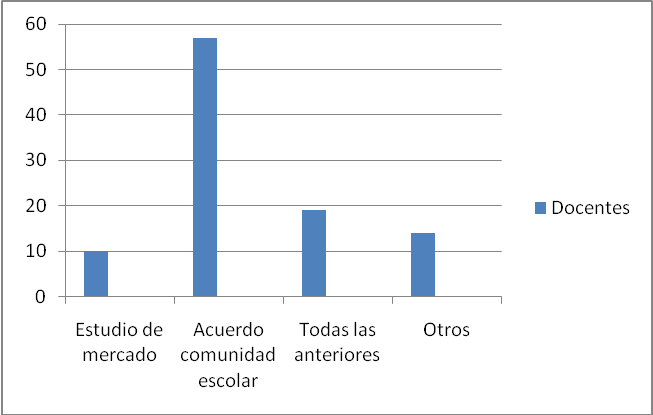 60
50
40
30
20
10
0
Estudio de
mercado
Acuerdo
comunidad
escolar
Todas las
anteriores
Otros
Docentes